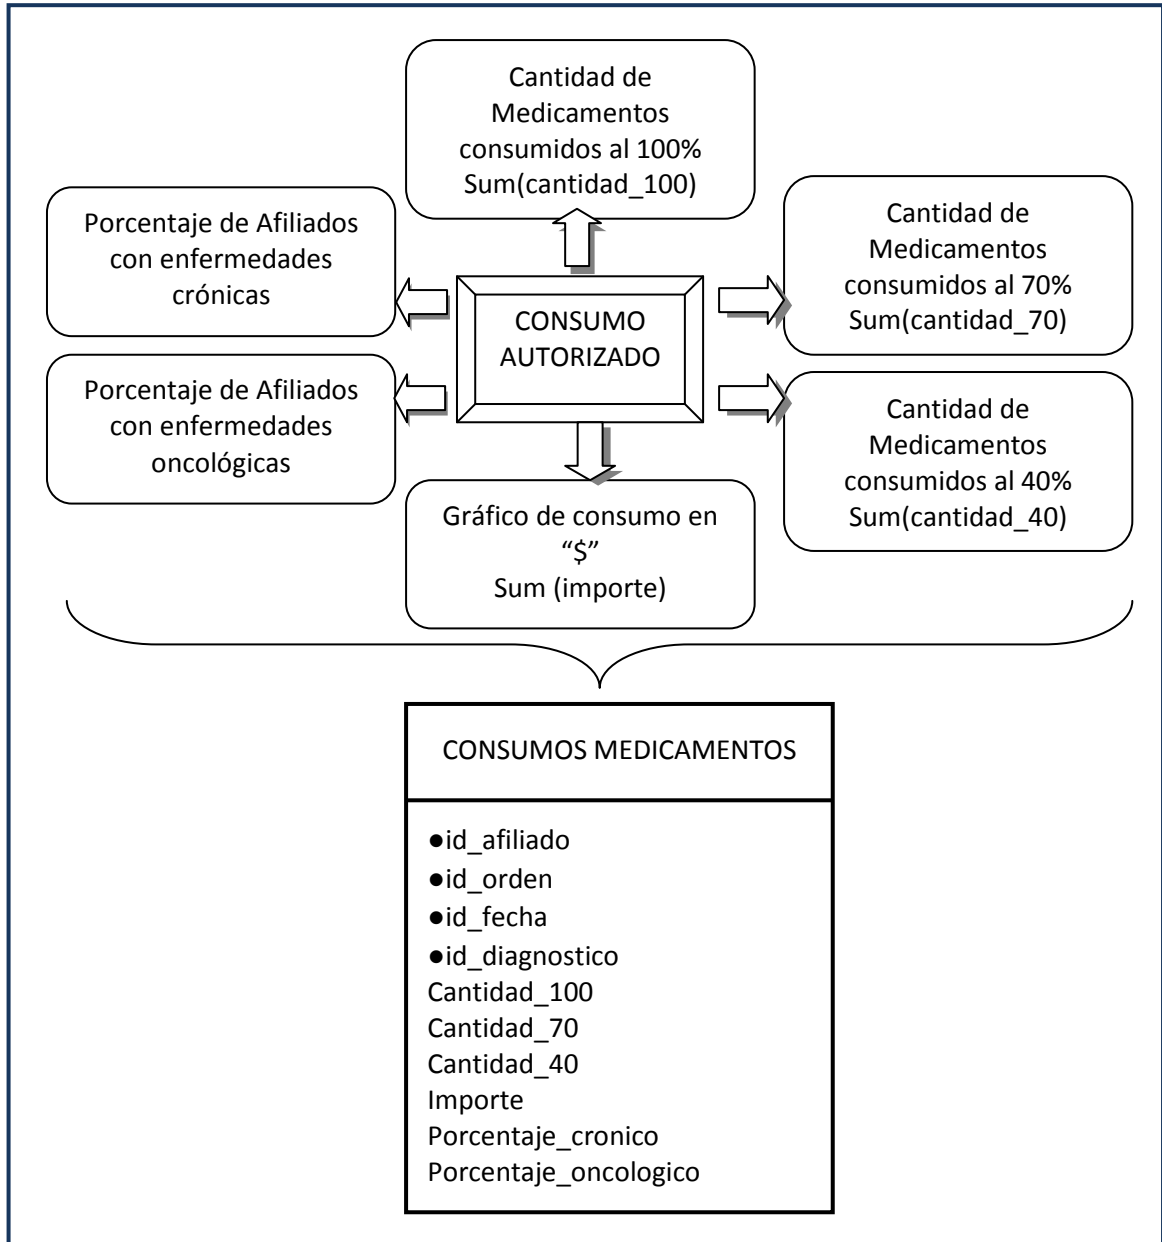 Cantidad de
Medicamentos
consumidos al 100%
Sum(cantidad_100)
Porcentaje de Afiliados
con enfermedades
crónicas
Cantidad de
Medicamentos
consumidos al 70%
Sum(cantidad_70)
CONSUMO
AUTORIZADO
Porcentaje de Afiliados
con enfermedades
oncológicas
Cantidad de
Medicamentos
consumidos al 40%
Sum(cantidad_40)
Gráfico de consumo en
“$”
Sum (importe)
CONSUMOS MEDICAMENTOS
●id_afiliado
●id_orden
●id_fecha
●id_diagnostico
Cantidad_100
Cantidad_70
Cantidad_40
Importe
Porcentaje_cronico
Porcentaje_oncologico